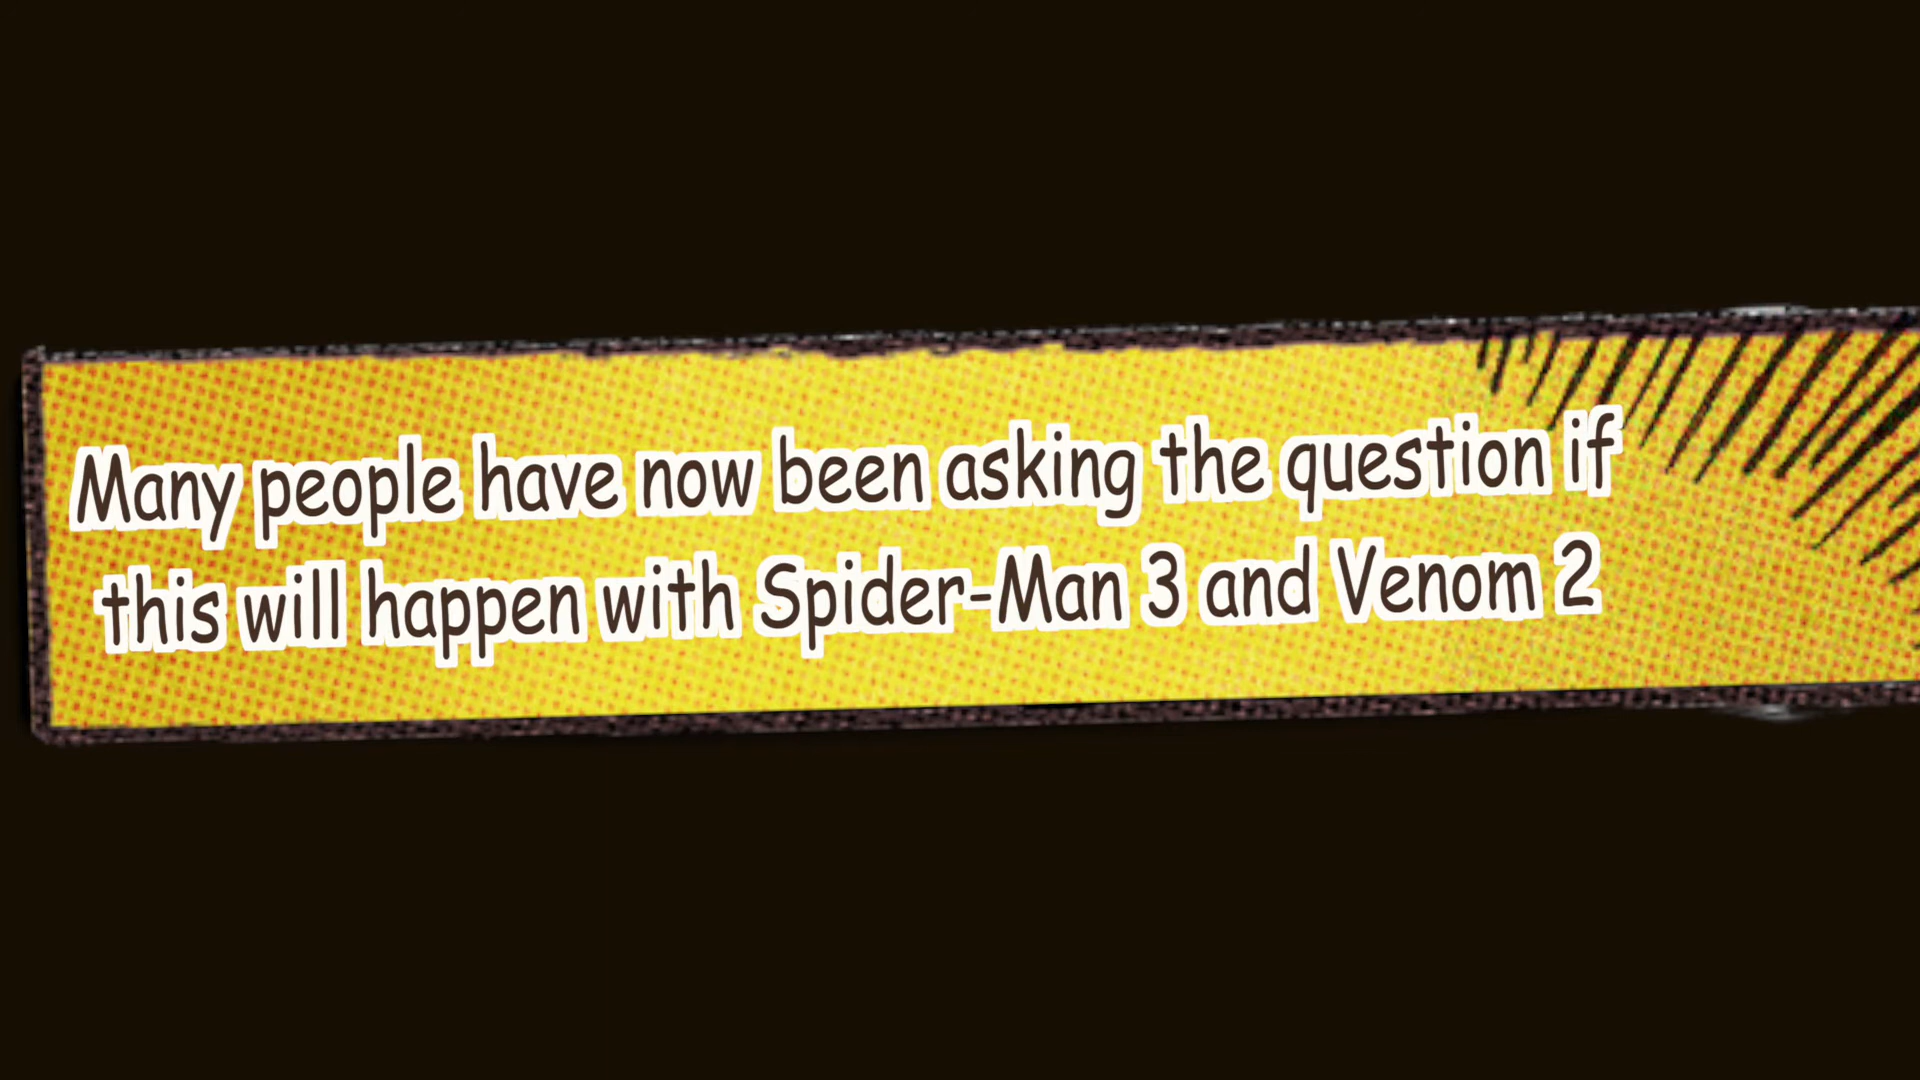 Many people have now been asking the question if
this will happen with Spider-Man 3 and Venom 2